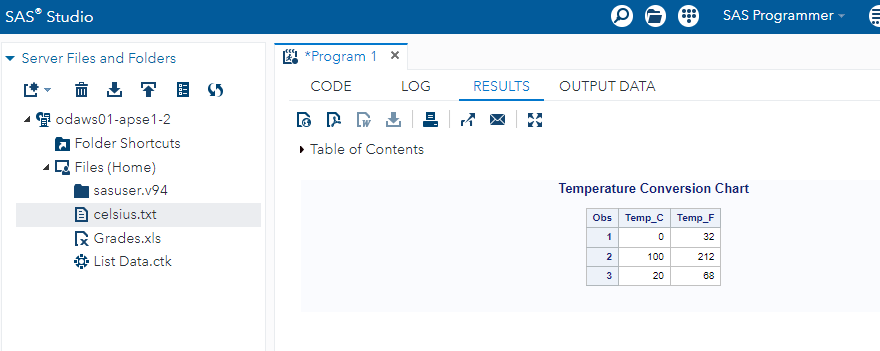 SAS® Studio
SAS Programmer
Server Files and Folders
odaws01-apse1-2
Folder Shortcuts
Files (Home)
sasuser.v94
celsius.txt
Grades.xls
List Data.ctk
*Program 1
CODE LOG RESULTS OUTPUT DATA
Table of Contents
Temperature Conversion Chart
Obs Temp_C Temp_F
1 0 32
2 100 212
3 20 68